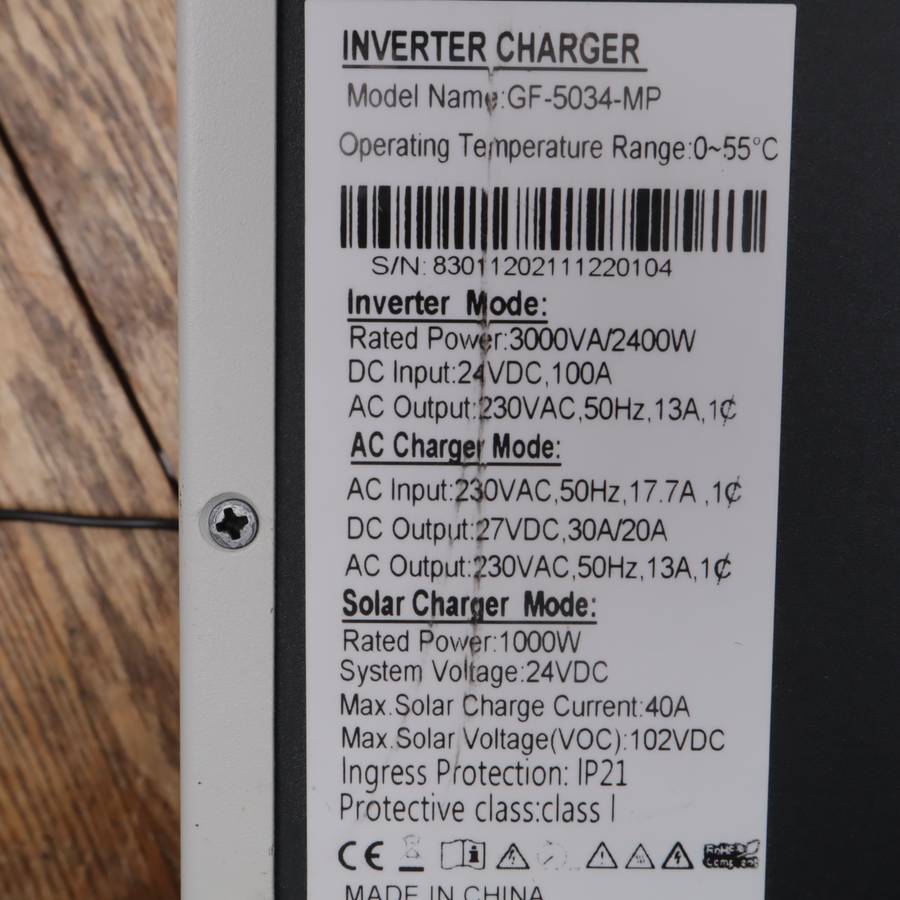 INVERTER CHARGER
Model Name:GF-5034-MP
Operating Temperature Range:0~55°C
S/N: 83011202111220104
Inverter Mode:
Rated Power:3000VA/2400W
DC Input:24VDC,100A
AC Output:230VAC,50Hz,13A,1₵
AC Charger Mode:
AC Input:230VAC,50Hz,17.7A ,1₵
DC Output:27VDC,30A/20A
AC Output:230VAC,50Hz,13A,1₵
Solar Charger Mode:
Rated Power:1000W
System Voltage:24VDC
Max.Solar Charge Current:40A
Max.Solar Voltage(VOC):102VDC
Ingress Protection: IP21
Protective class:class I
CE RoHS
MADE IN CHINA